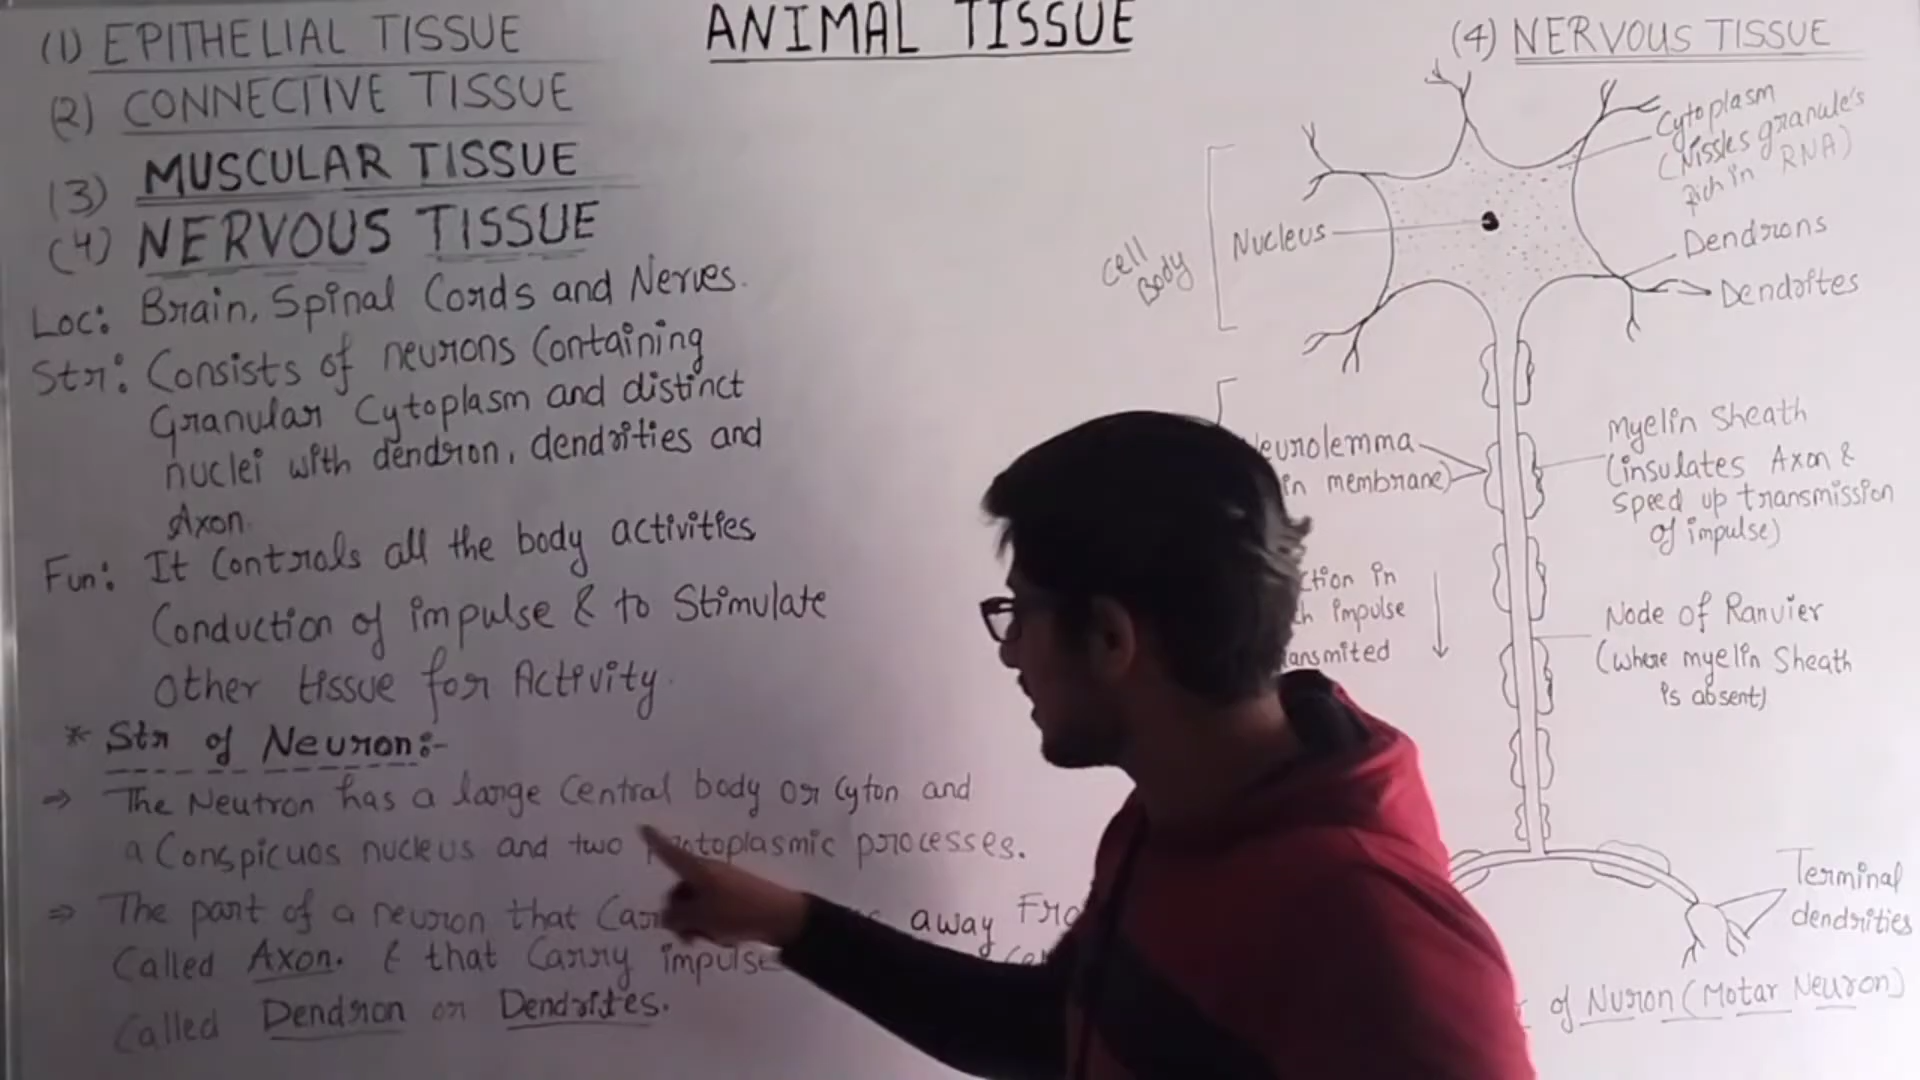 ANIMAL TISSUE
(1) EPITHELIAL TISSUE
(2) CONNECTIVE TISSUE
(3) MUSCULAR TISSUE
(4) NERVOUS TISSUE
Loc: Brain, Spinal Cords and Nerves.
Str: Consists of neurons Containing
Granular Cytoplasm and distinct
nuclei with dendron, dendrities and
Axon.
Fun: It Controls all the body activities
Conduction of impulse & to Stimulate
Other tissue for Activity.
* Str of Neuron:-
⇒ The Neutron has a large Central body or Cyton and
a Conspicuos nucleus and two processes.
⇒ The part of a neuron that away
Called Axon. & that Carry
Called Dendron or Dendrites.
(4) NERVOUS TISSUE
Cytoplasm
(Nissles granule's
Rich in RNA)
Dendrons
Dendrites
Nucleus
Cell
Body
membrane)
Myelin Sheath
(insulates Axon &
Speed up transmission
of impulse)
in
impulse
Node of Ranvier
(where myelin Sheath
is absent)
Terminal
dendrities
of Nuron (Motar Neuron)